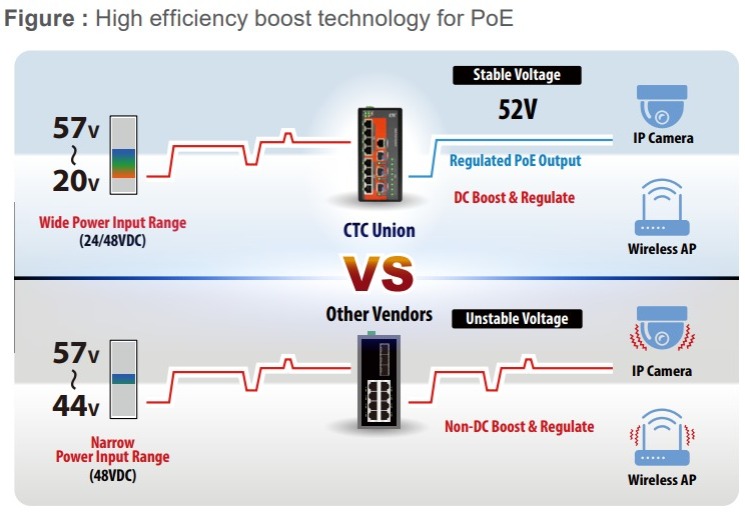 Figure : High efficiency boost technology for PoE
57V
~
20V
Wide Power Input Range
(24/48VDC)
CTC Union
Stable Voltage
52V
Regulated PoE Output
DC Boost & Regulate
IP Camera
Wireless AP
VS
Other Vendors
57V
~
44V
Narrow
Power Input Range
(48VDC)
Unstable Voltage
Non-DC Boost & Regulate
IP Camera
Wireless AP